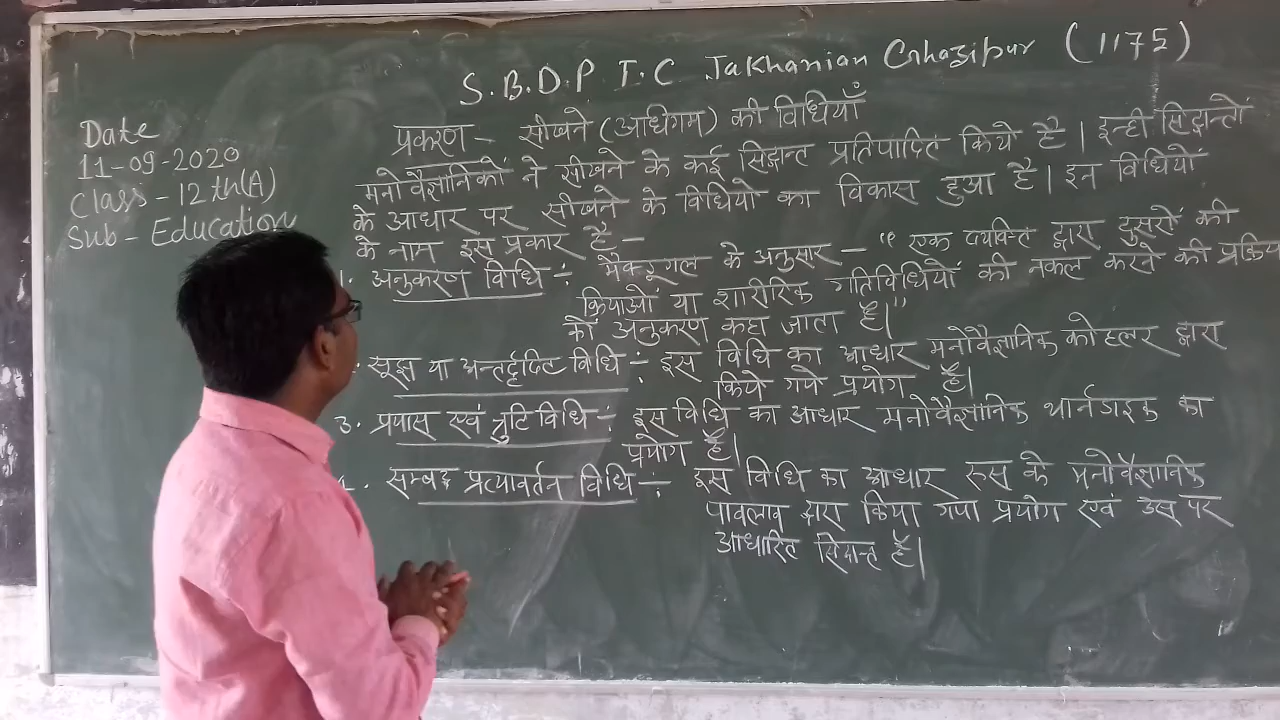 S.B.D.P I.C Jakhanian Ghazipur (1175)
Date
11-09-2020
Class - 12th(A)
Sub - Education
प्रकरण - सीखने (अधिगम) की विधियाँ
मनोवैज्ञानिकों ने सीखने के कई सिद्धान्त प्रतिपादित किये है। इन्ही सिद्धान्तों
के आधार पर सीखने के विधियो का विकास हुआ है। इन विधियों
के नाम इस प्रकार है -
1. अनुकरण विधि :- मैक्डूगल के अनुसार - "एक व्यक्ति द्वारा दुसरों की
क्रियाओं या शारीरिक गतिविधियों की नकल करने की प्रक्रिया
को अनुकरण कहा जाता है।"
सूझ या अन्तर्दृष्टि विधि :- इस विधि का आधार मनोवैज्ञानिक कोहलर द्वारा
किये गये प्रयोग हैं।
3. प्रयास एवं त्रुटि विधि :- इस विधि का आधार मनोवैज्ञानिक थार्नडाइक का
प्रयोग है।
4. सम्बद्ध प्रत्यावर्तन विधि :- इस विधि का आधार रूस के मनोवैज्ञानिक
पावलाव द्वारा किया गया प्रयोग एवं उस पर
आधारित सिद्धान्त है।